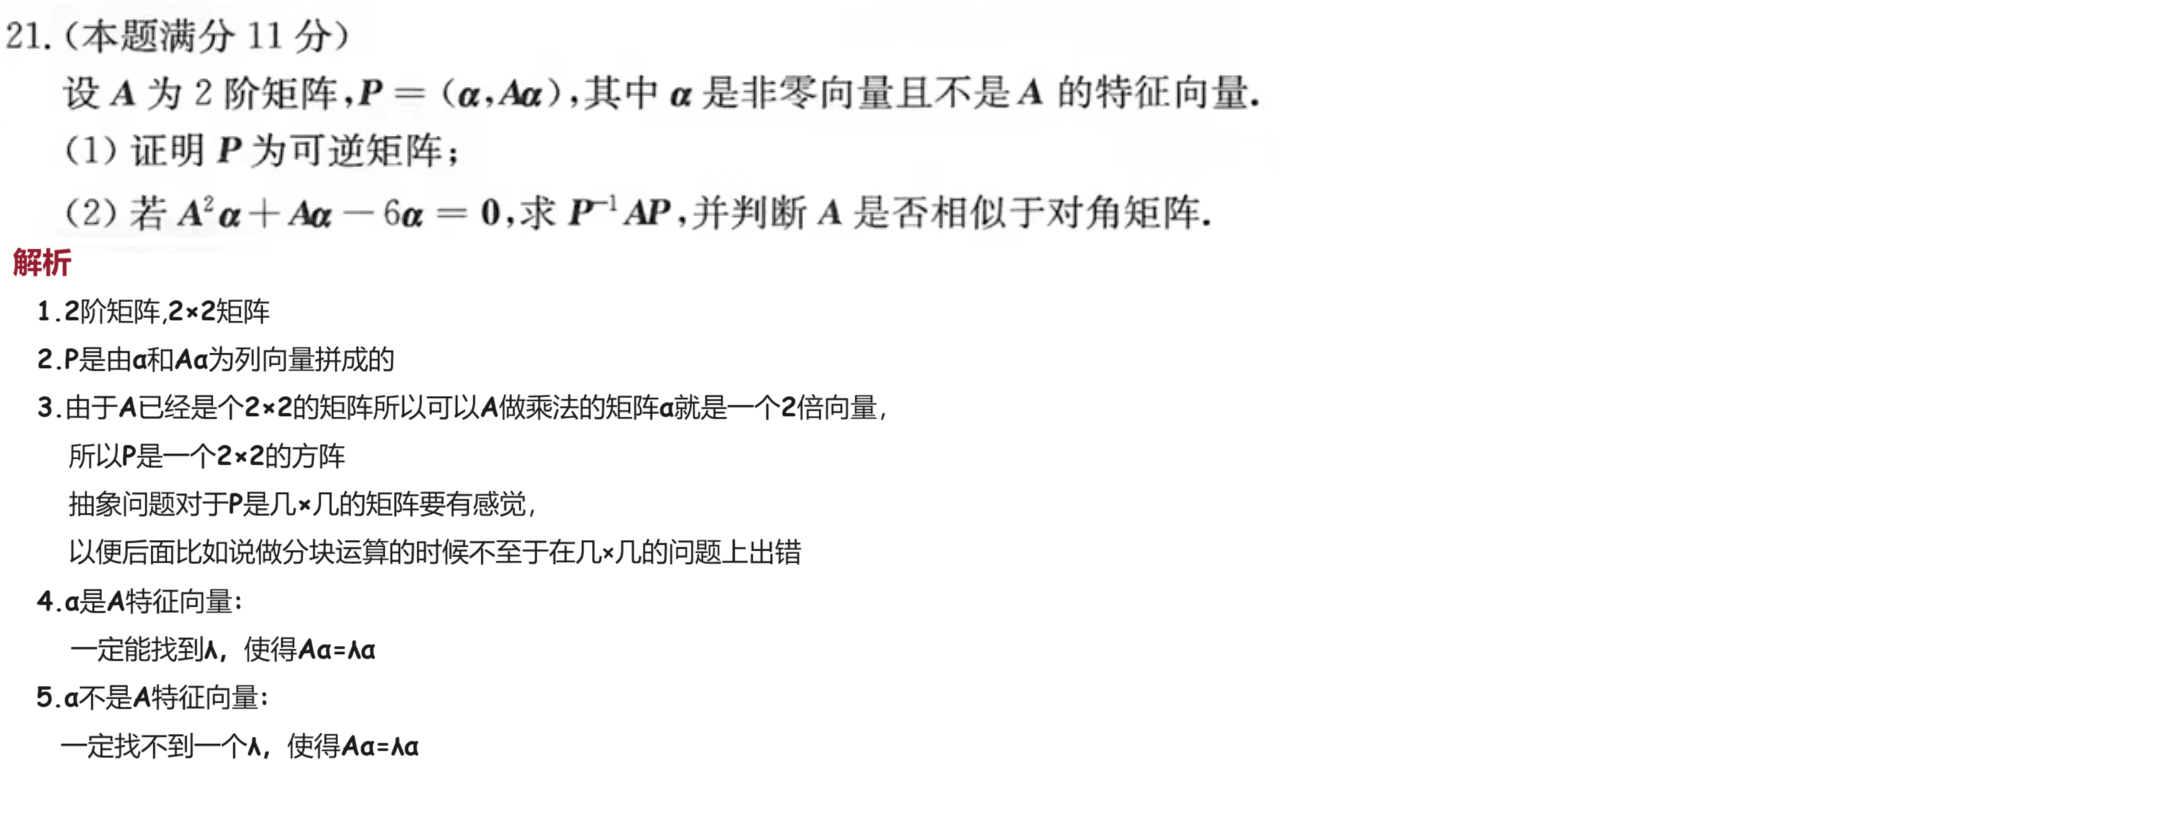 21.(本题满分 11 分)
设 A 为 2 阶矩阵,P = (α,Aα),其中 α 是非零向量且不是 A 的特征向量.
(1) 证明 P 为可逆矩阵;
(2) 若 A²α + Aα − 6α = 0,求 P⁻¹AP,并判断 A 是否相似于对角矩阵.
解析
1.2阶矩阵,2×2矩阵
2.P是由α和Aα为列向量拼成的
3.由于A已经是个2×2的矩阵所以可以A做乘法的矩阵α就是一个2倍向量,
所以P是一个2×2的方阵
抽象问题对于P是几×几的矩阵要有感觉,
以便后面比如说做分块运算的时候不至于在几×几的问题上出错
4.α是A特征向量:
一定能找到λ，使得Aα=λα
5.α不是A特征向量:
一定找不到一个λ，使得Aα=λα